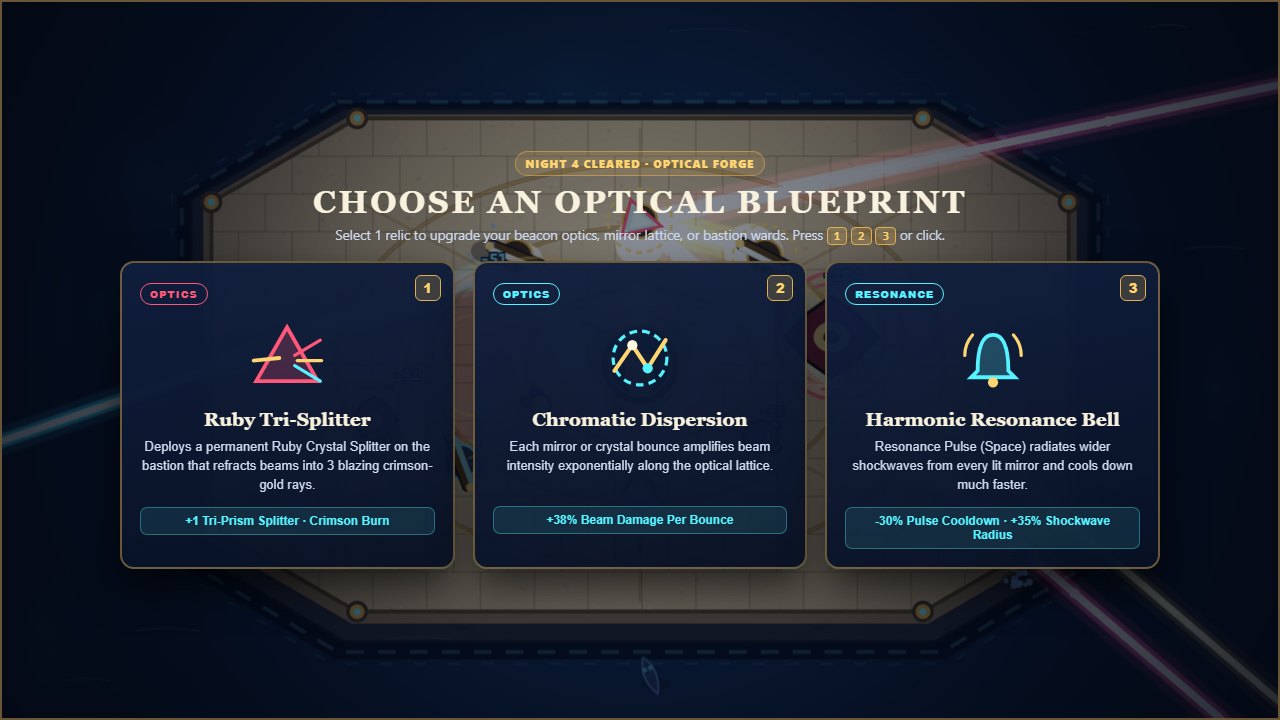 NIGHT 4 CLEARED · OPTICAL FORGE
CHOOSE AN OPTICAL BLUEPRINT
Select 1 relic to upgrade your beacon optics, mirror lattice, or bastion wards. Press 1 2 3 or click.
OPTICS
1
Ruby Tri-Splitter
Deploys a permanent Ruby Crystal Splitter on the
bastion that refracts beams into 3 blazing crimson-
gold rays.
+1 Tri-Prism Splitter · Crimson Burn
OPTICS
2
Chromatic Dispersion
Each mirror or crystal bounce amplifies beam
intensity exponentially along the optical lattice.
+38% Beam Damage Per Bounce
RESONANCE
3
Harmonic Resonance Bell
Resonance Pulse (Space) radiates wider
shockwaves from every lit mirror and cools down
much faster.
-30% Pulse Cooldown · +35% Shockwave
Radius
-51